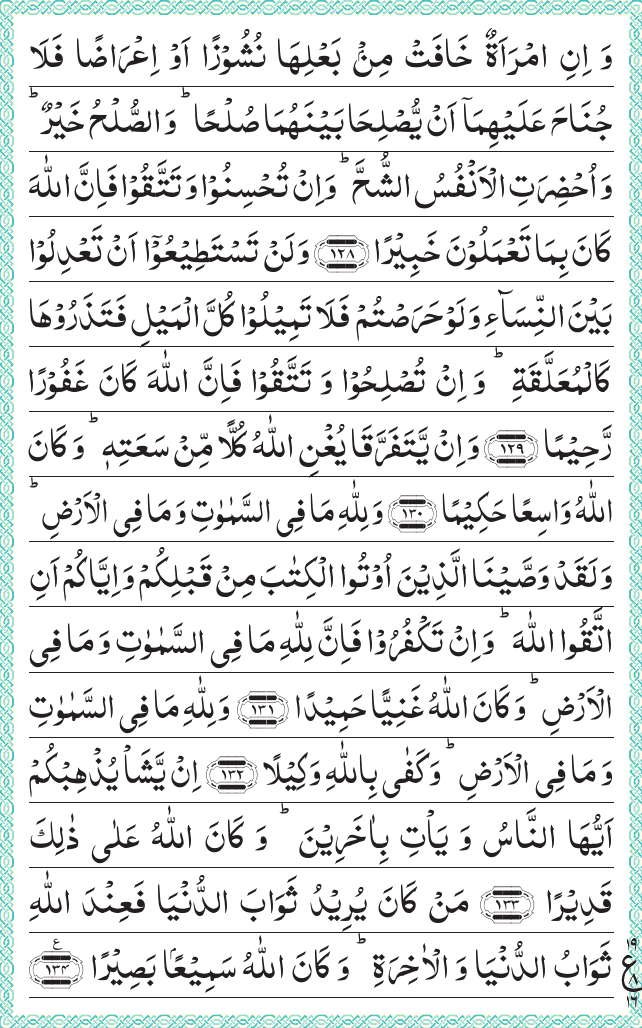 وَ اِنِ امْرَاَةٌ خَافَتْ مِنْۢ بَعْلِهَا نُشُوْزًا اَوْ اِعْرَاضًا فَلَا
جُنَاحَ عَلَيْهِمَاۤ اَنْ يُّصْلِحَا بَيْنَهُمَا صُلْحًا ؕ وَ الصُّلْحُ خَيْرٌ ؕ
وَ اُحْضِرَتِ الْاَنْفُسُ الشُّحَّ ؕ وَ اِنْ تُحْسِنُوْا وَ تَتَّقُوْا فَاِنَّ اللّٰهَ
كَانَ بِمَا تَعْمَلُوْنَ خَبِيْرًا ﴿۱۲۸﴾ وَ لَنْ تَسْتَطِيْعُوْۤا اَنْ تَعْدِلُوْا
بَيْنَ النِّسَآءِ وَ لَوْ حَرَصْتُمْ فَلَا تَمِيْلُوْا كُلَّ الْمَيْلِ فَتَذَرُوْهَا
كَالْمُعَلَّقَةِ ؕ وَ اِنْ تُصْلِحُوْا وَ تَتَّقُوْا فَاِنَّ اللّٰهَ كَانَ غَفُوْرًا
رَّحِيْمًا ﴿۱۲۹﴾ وَ اِنْ يَّتَفَرَّقَا يُغْنِ اللّٰهُ كُلًّا مِّنْ سَعَتِهٖ ؕ وَ كَانَ
اللّٰهُ وَاسِعًا حَكِيْمًا ﴿۱۳۰﴾ وَ لِلّٰهِ مَا فِى السَّمٰوٰتِ وَ مَا فِى الْاَرْضِ ؕ
وَ لَقَدْ وَصَّيْنَا الَّذِيْنَ اُوْتُوا الْكِتٰبَ مِنْ قَبْلِكُمْ وَ اِيَّاكُمْ اَنِ
اتَّقُوا اللّٰهَ ؕ وَ اِنْ تَكْفُرُوْا فَاِنَّ لِلّٰهِ مَا فِى السَّمٰوٰتِ وَ مَا فِى
الْاَرْضِ ؕ وَ كَانَ اللّٰهُ غَنِيًّا حَمِيْدًا ﴿۱۳۱﴾ وَ لِلّٰهِ مَا فِى السَّمٰوٰتِ
وَ مَا فِى الْاَرْضِ ؕ وَ كَفٰى بِاللّٰهِ وَكِيْلًا ﴿۱۳۲﴾ اِنْ يَّشَاْ يُذْهِبْكُمْ
اَيُّهَا النَّاسُ وَ يَاْتِ بِاٰخَرِيْنَ ؕ وَ كَانَ اللّٰهُ عَلٰى ذٰلِكَ
قَدِيْرًا ﴿۱۳۳﴾ مَنْ كَانَ يُرِيْدُ ثَوَابَ الدُّنْيَا فَعِنْدَ اللّٰهِ
ثَوَابُ الدُّنْيَا وَ الْاٰخِرَةِ ؕ وَ كَانَ اللّٰهُ سَمِيْعًۢا بَصِيْرًا ﴿۱۳۴﴾ ع
۱۹
ع
۸
۱۶